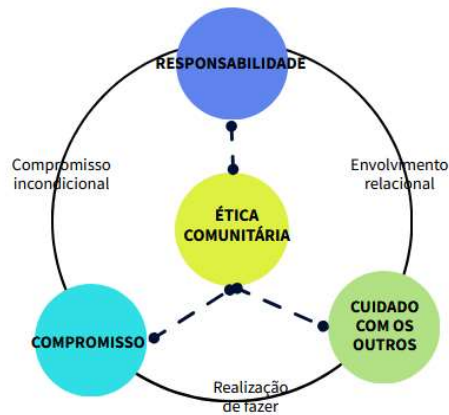 RESPONSABILIDADE
Compromisso
incondicional
Envolvimento
relacional
ÉTICA
COMUNITÁRIA
COMPROMISSO
CUIDADO
COM OS
OUTROS
Realização
de fazer